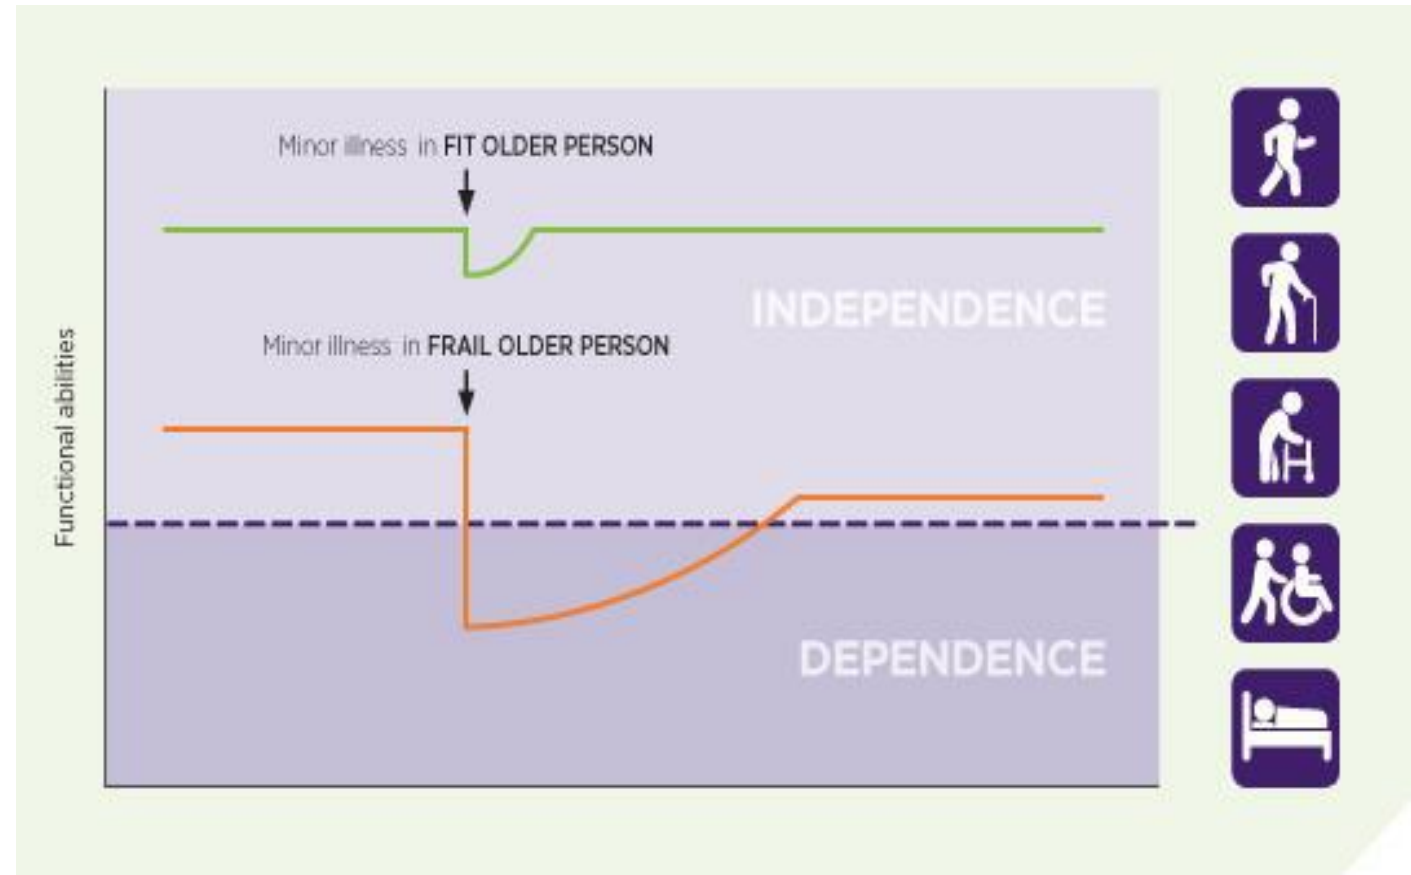 Minor illness in FIT OLDER PERSON
INDEPENDENCE
Minor illness in FRAIL OLDER PERSON
Functional abilities
DEPENDENCE